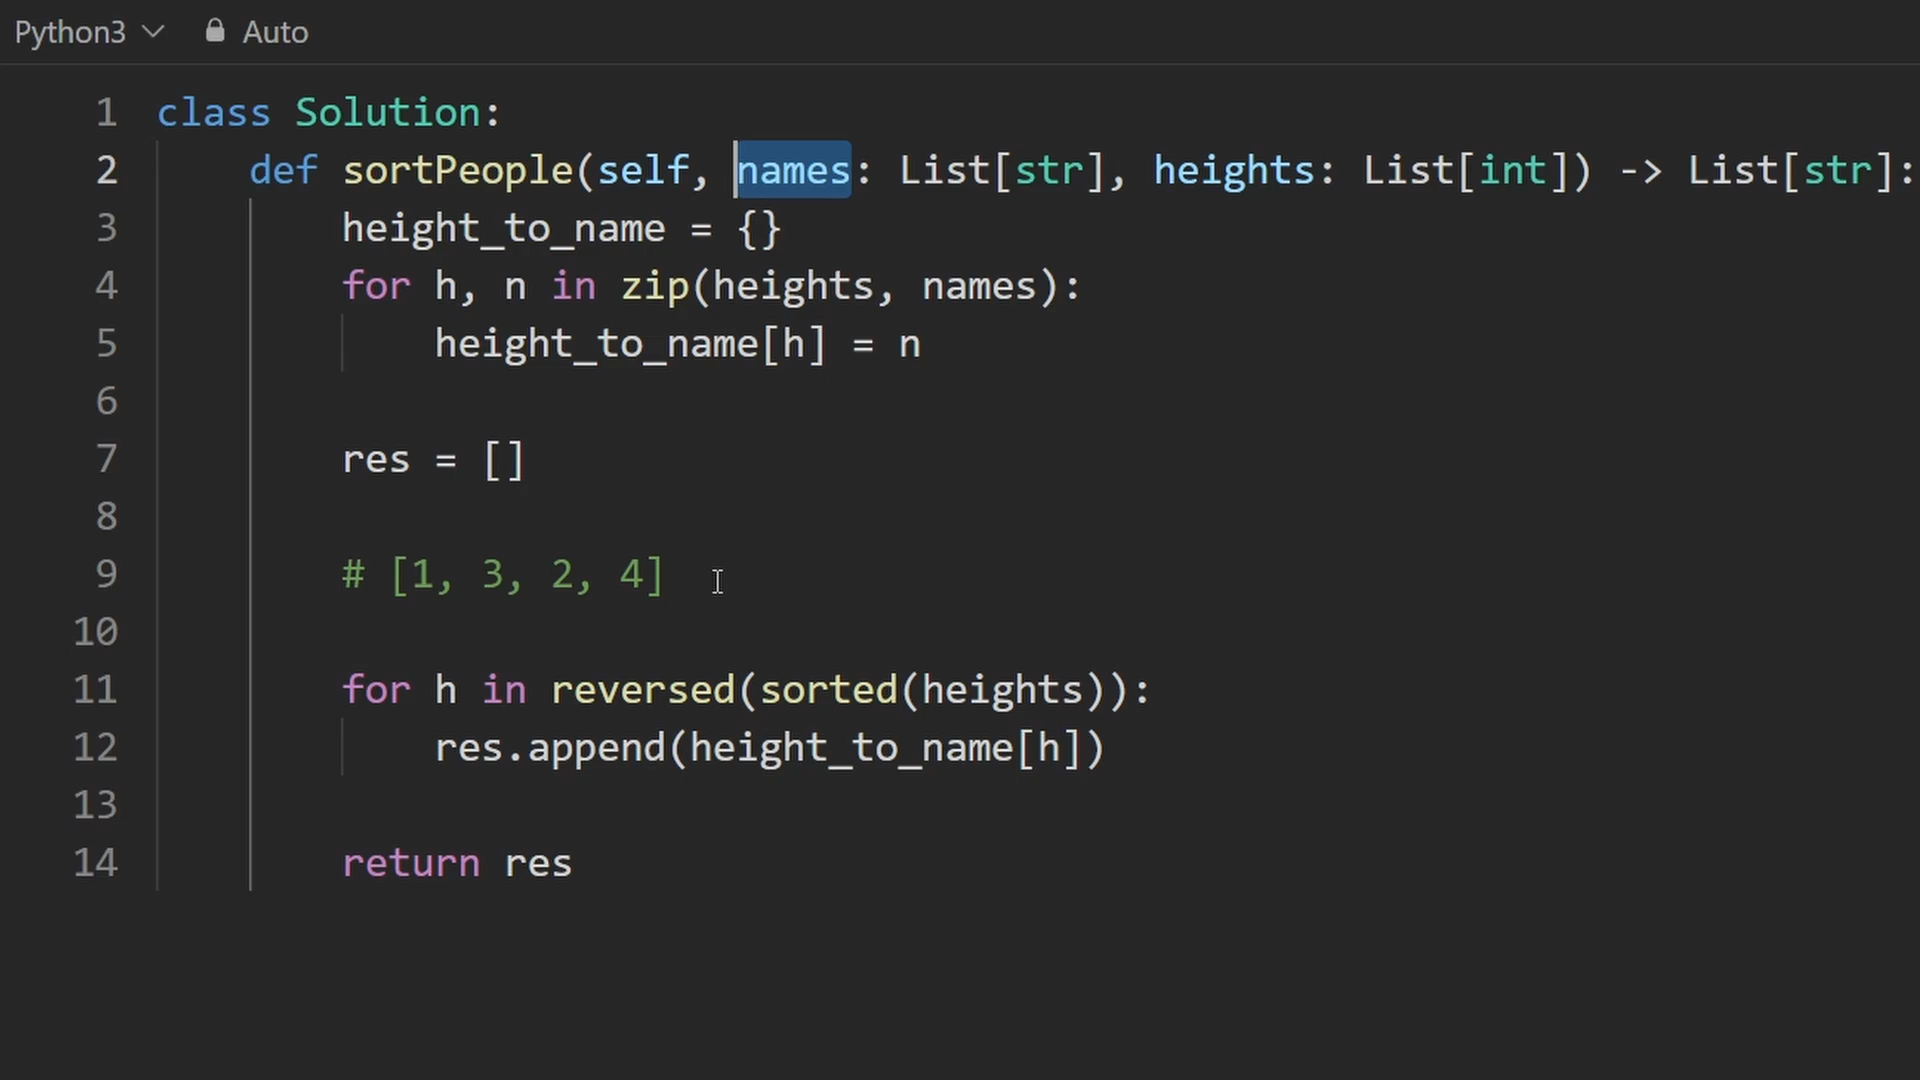 Python3 Auto
1 class Solution:
2 def sortPeople(self, names: List[str], heights: List[int]) -> List[str]:
3 height_to_name = {}
4 for h, n in zip(heights, names):
5 height_to_name[h] = n
6
7 res = []
8
9 # [1, 3, 2, 4]
10
11 for h in reversed(sorted(heights)):
12 res.append(height_to_name[h])
13
14 return res